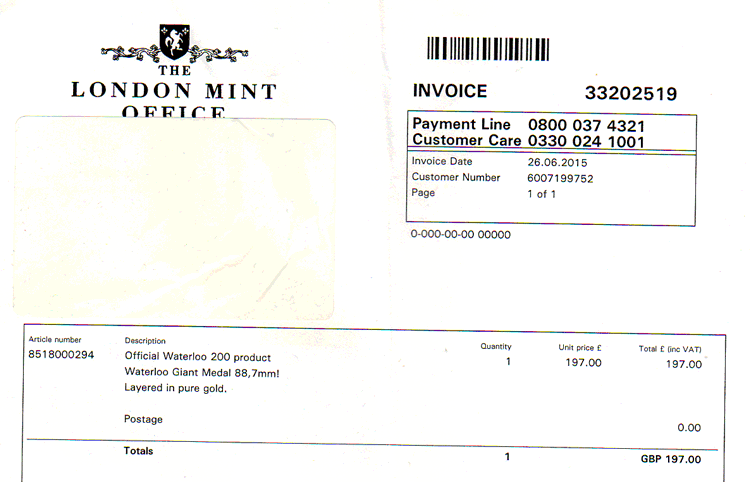 THE
LONDON MINT
OFFICE
INVOICE 33202519
Payment Line 0800 037 4321
Customer Care 0330 024 1001
Invoice Date 26.06.2015
Customer Number 6007199752
Page 1 of 1
0-000-00-00 00000
Article number Description Quantity Unit price £ Total £ (inc VAT)
8518000294 Official Waterloo 200 product 1 197.00 197.00
Waterloo Giant Medal 88,7mm!
Layered in pure gold.
Postage 0.00
Totals 1 GBP 197.00